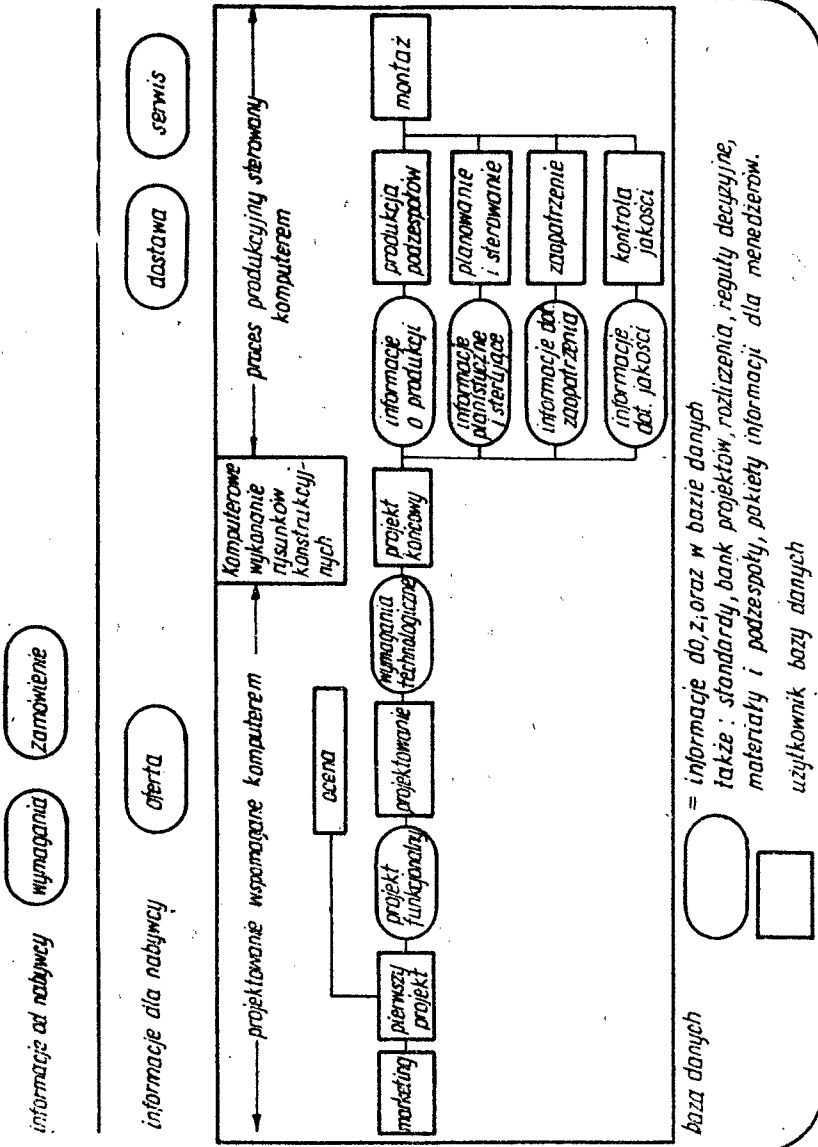 informacje od nabywcy
wymagania
zamówienie
informacje dla nabywcy
oferta
dostawa
serwis
projektowanie wspomagane komputerem
Komputerowe
wykonanie
rysunków
konstrukcyj-
nych
proces produkcyjny sterowany
komputerem
ocena
marketing
pierwszy
projekt
projekt
funkcjonalny
projektowanie
wymagania
technologiczne
projekt
końcowy
informacje
o produkcji
produkcja
podzespołów
montaż
informacje
planistyczne
i sterujące
planowanie
i sterowanie
informacje dot.
zaopatrzenia
zaopatrzenie
informacje
dot. jakości
kontrola
jakości
baza danych
= informacje do,z,oraz w bazie danych
także : standardy, bank projektów, rozliczenia, reguły decyzyjne,
materiały i podzespoły, pakiety informacji dla menedżerów.
użytkownik bazy danych